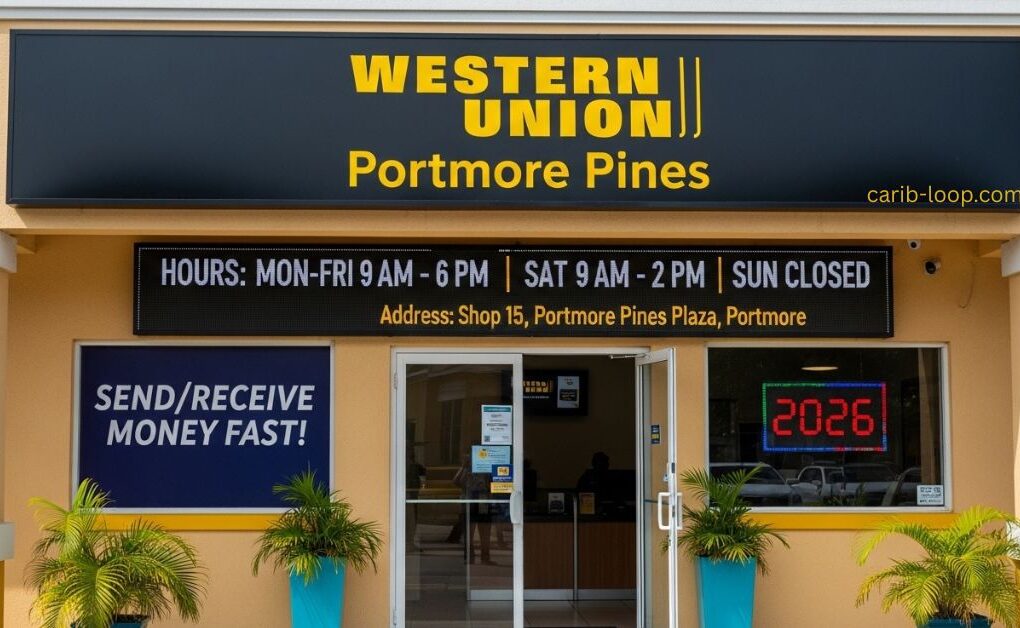 WESTERN
UNION
Portmore Pines
carib-loop.com
HOURS: MON-FRI 9 AM - 6 PM | SAT 9 AM - 2 PM | SUN CLOSED
Address: Shop 15, Portmore Pines Plaza, Portmore
SEND/RECEIVE
MONEY FAST!
2026